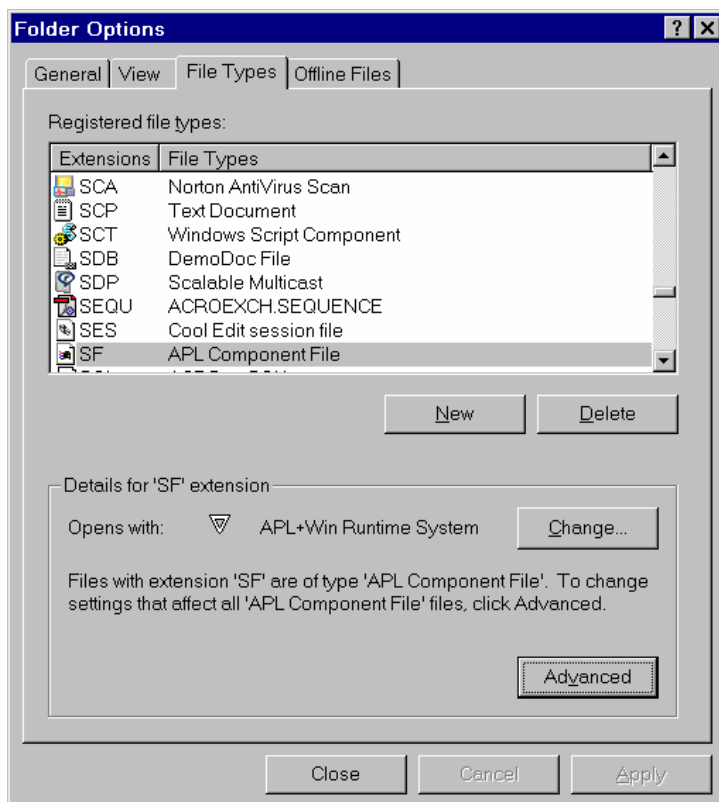 Folder Options
General View File Types Offline Files
Registered file types:
Extensions File Types
SCA Norton AntiVirus Scan
SCP Text Document
SCT Windows Script Component
SDB DemoDoc File
SDP Scalable Multicast
SEQU ACROEXCH.SEQUENCE
SES Cool Edit session file
SF APL Component File
New Delete
Details for 'SF' extension
Opens with: APL+Win Runtime System Change...
Files with extension 'SF' are of type 'APL Component File'. To change
settings that affect all 'APL Component File' files, click Advanced.
Advanced
Close Cancel Apply